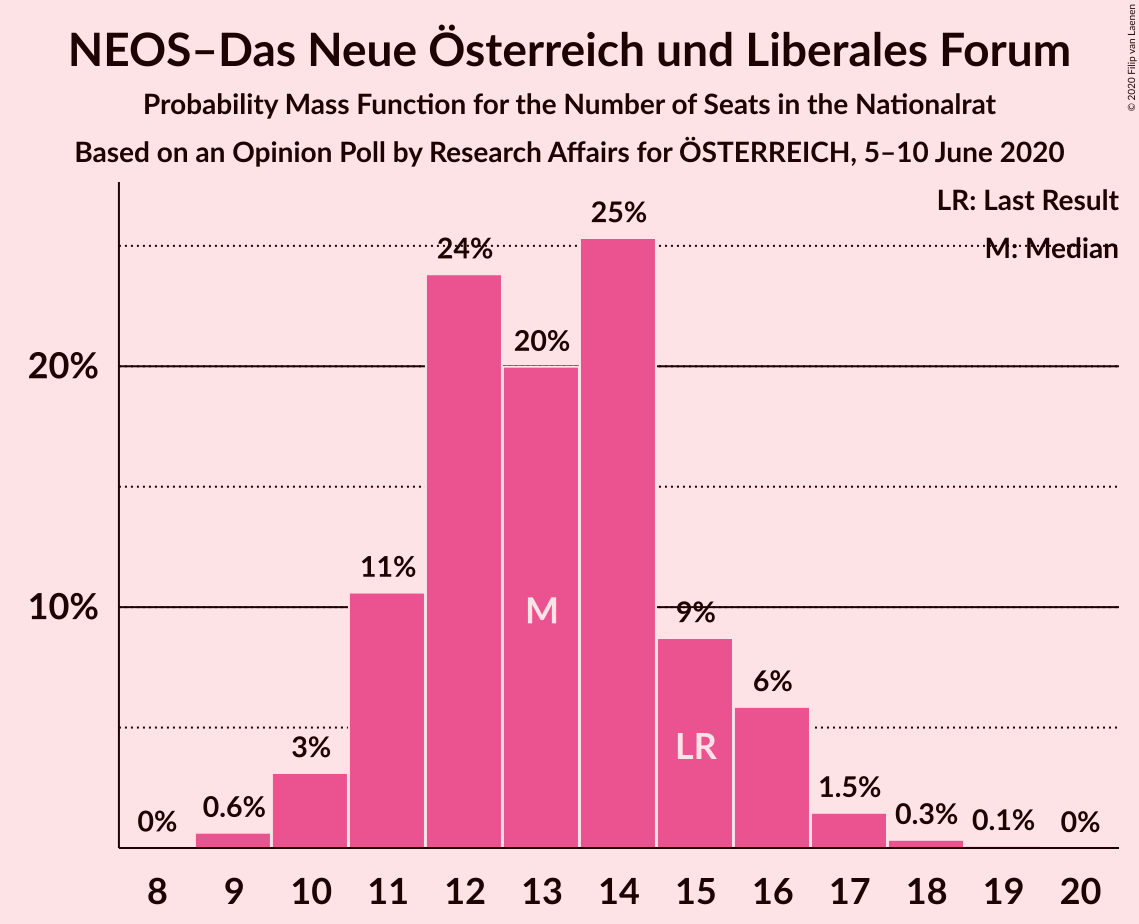 NEOS–Das Neue Österreich und Liberales Forum
Probability Mass Function for the Number of Seats in the Nationalrat
Based on an Opinion Poll by Research Affairs for ÖSTERREICH, 5–10 June 2020
© 2020 Filip van Laenen
LR: Last Result
M: Median
25%
24%
20%
20%
11%
10%
M
9%
6%
LR
3%
1.5%
0%
0.6%
0.3%
0.1%
0%
8 9 10 11 12 13 14 15 16 17 18 19 20